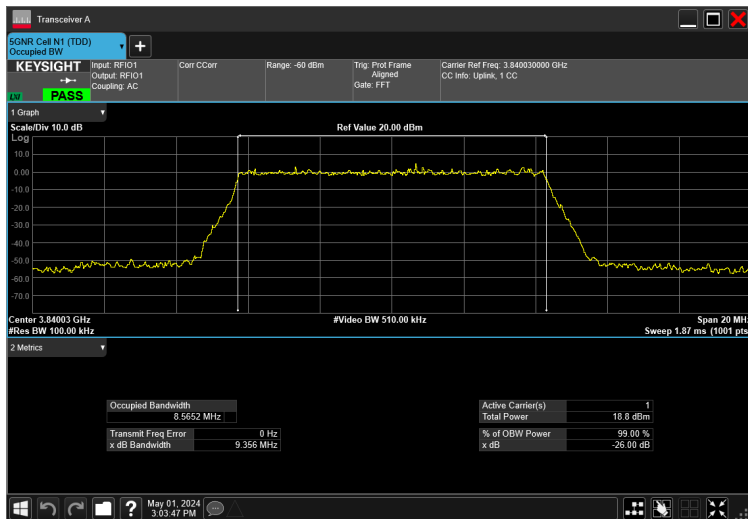 Transceiver A
5GNR Cell N1 (TDD)
Occupied BW
KEYSIGHT
LXI
PASS
Input: RFIO1
Output: RFIO1
Coupling: AC
Corr CCorr
Range: -60 dBm
Trig: Prot Frame
Aligned
Gate: FFT
Carrier Ref Freq: 3.840030000 GHz
CC Info: Uplink, 1 CC
1 Graph
Scale/Div 10.0 dB
Ref Value 20.00 dBm
Log
10.0
0.00
-10.0
-20.0
-30.0
-40.0
-50.0
-60.0
-70.0
Center 3.84003 GHz
#Video BW 510.00 kHz
Span 20 MH
#Res BW 100.00 kHz
Sweep 1.87 ms (1001 pts
2 Metrics
Occupied Bandwidth
8.5652 MHz
Transmit Freq Error 0 Hz
x dB Bandwidth 9.356 MHz
Active Carrier(s) 1
Total Power 18.8 dBm
% of OBW Power 99.00 %
x dB -26.00 dB
May 01, 2024
3:03:47 PM